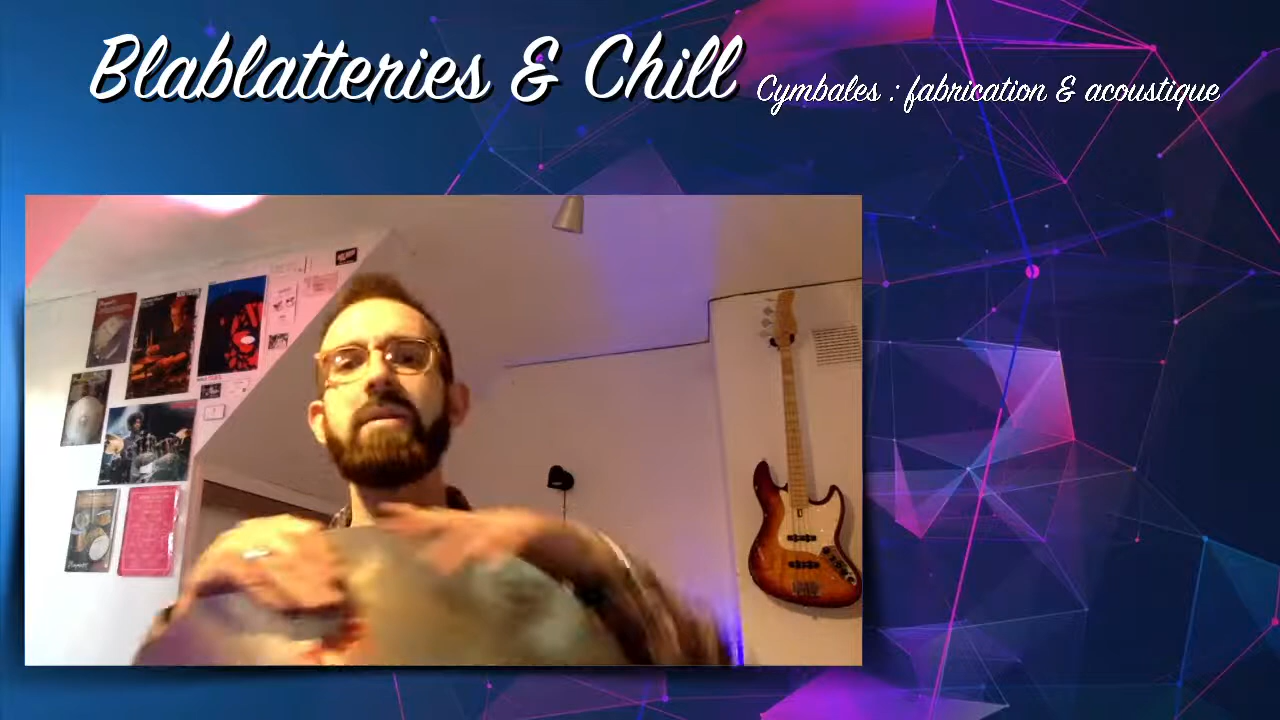 Blablatteries & Chill
Cymbales : fabrication & acoustique